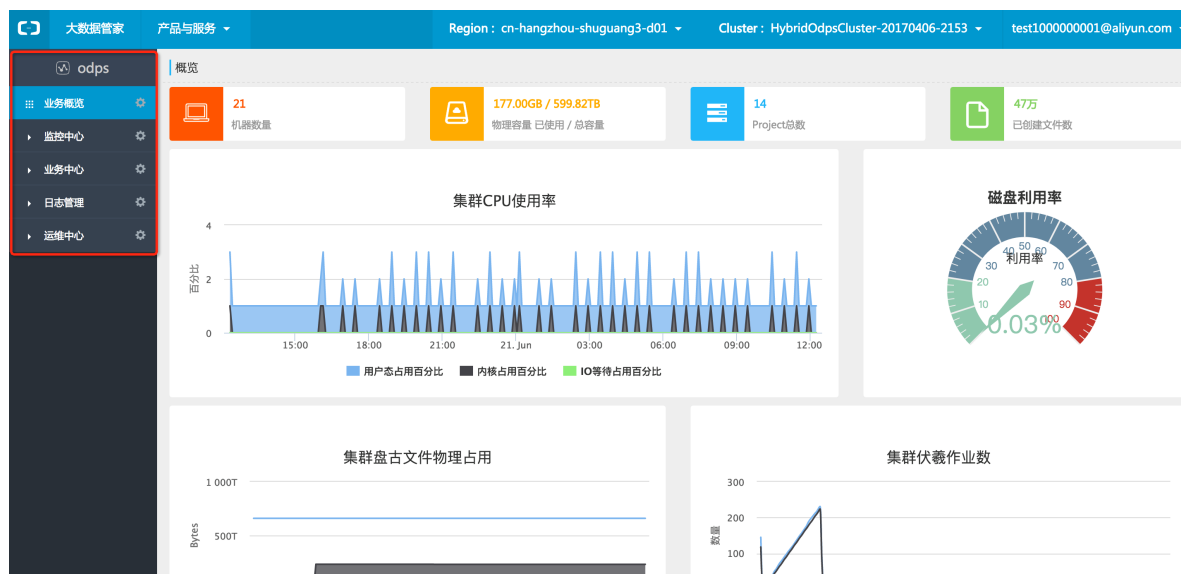 大数据管家 产品与服务 Region : cn-hangzhou-shuguang3-d01 Cluster : HybridOdpsCluster-20170406-2153 test1000000001@aliyun.com
odps
业务概览
监控中心
业务中心
日志管理
运维中心
概览
21
机器数量
177.00GB / 599.82TB
物理容量 已使用 / 总容量
14
Project总数
47万
已创建文件数
集群CPU使用率
4
2
0
百分比
15:00 18:00 21:00 21. Jun 03:00 06:00 09:00 12:00
用户态占用百分比 内核占用百分比 IO等待占用百分比
磁盘利用率
10 20 30 40 50 60 70 80 90 100
利用率
0.03%
集群盘古文件物理占用
1 000T
500T
Bytes
集群伏羲作业数
300
200
100
数量